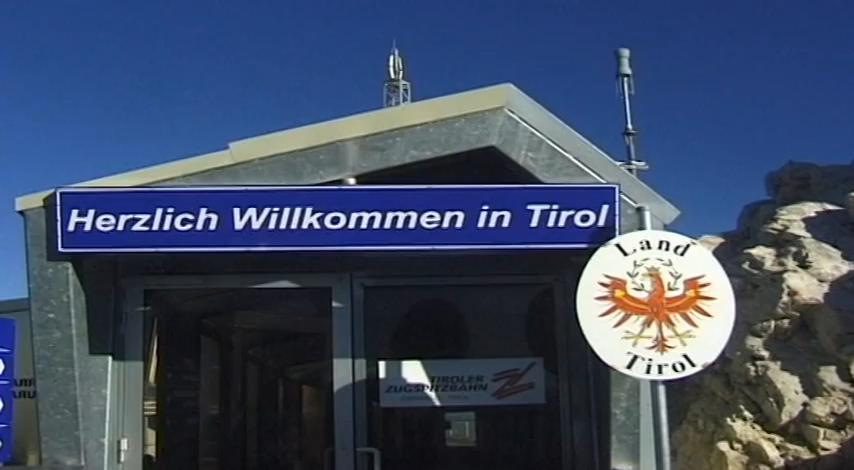 Herzlich Willkommen in Tirol
Land
Tirol
TIROLER
ZUGSPITZBAHN